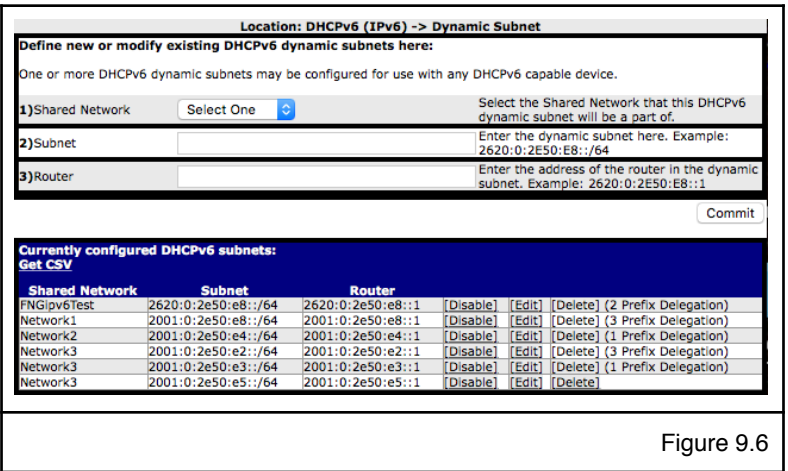 Location: DHCPv6 (IPv6) -> Dynamic Subnet
Define new or modify existing DHCPv6 dynamic subnets here:
One or more DHCPv6 dynamic subnets may be configured for use with any DHCPv6 capable device.
1)Shared Network Select One Select the Shared Network that this DHCPv6
dynamic subnet will be a part of.
2)Subnet Enter the dynamic subnet here. Example:
2620:0:2E50:E8::/64
3)Router Enter the address of the router in the dynamic
subnet. Example: 2620:0:2E50:E8::1
Commit
Currently configured DHCPv6 subnets:
Get CSV
Shared Network Subnet Router
FNGipv6Test 2620:0:2e50:e8::/64 2620:0:2e50:e8::1 [Disable] [Edit] [Delete] (2 Prefix Delegation)
Network1 2001:0:2e50:e8::/64 2001:0:2e50:e8::1 [Disable] [Edit] [Delete] (3 Prefix Delegation)
Network2 2001:0:2e50:e4::/64 2001:0:2e50:e4::1 [Disable] [Edit] [Delete] (1 Prefix Delegation)
Network3 2001:0:2e50:e2::/64 2001:0:2e50:e2::1 [Disable] [Edit] [Delete] (3 Prefix Delegation)
Network3 2001:0:2e50:e3::/64 2001:0:2e50:e3::1 [Disable] [Edit] [Delete] (1 Prefix Delegation)
Network3 2001:0:2e50:e5::/64 2001:0:2e50:e5::1 [Disable] [Edit] [Delete]
Figure 9.6